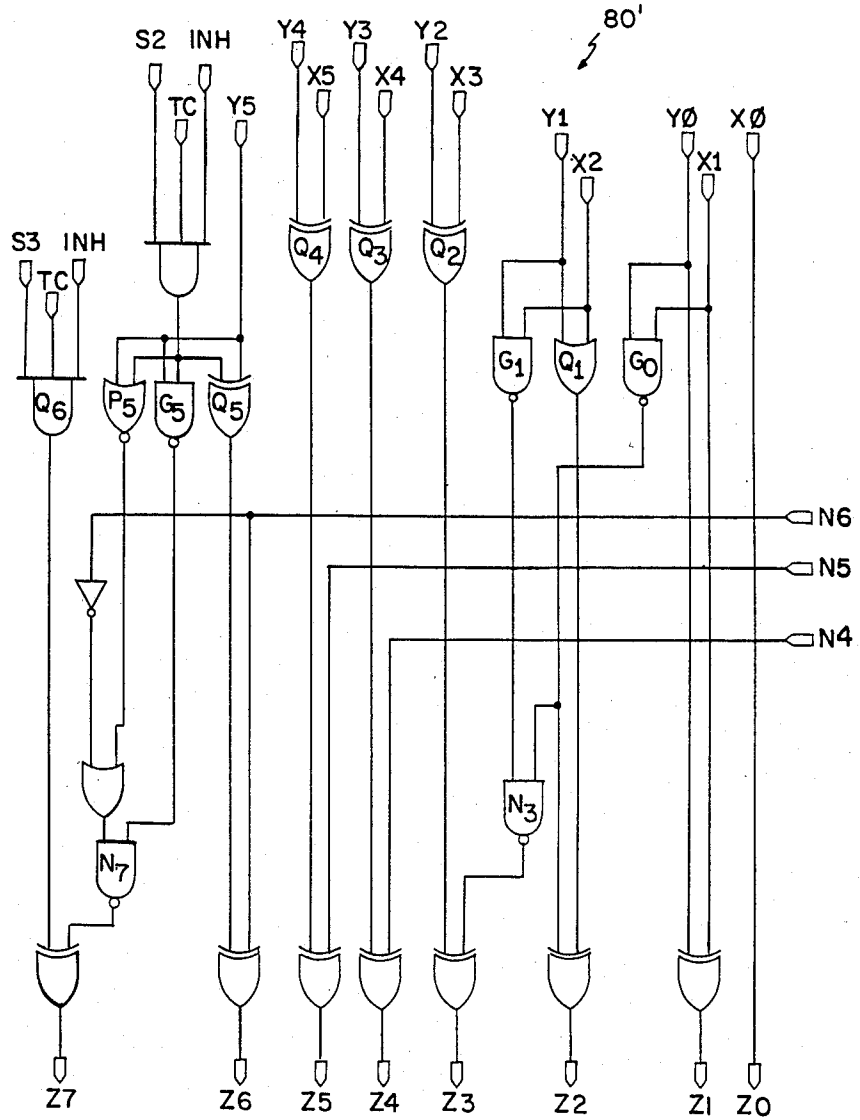 80'
S2 INH
TC
Y5
Y4
X5
Y3
X4
Y2
X3
Y1
X2
YØ
X1
XØ
S3 INH
TC
Q4
Q3
Q2
G1
Q1
G0
Q6
P5
G5
Q5
N6
N5
N4
N3
N7
Z7
Z6
Z5
Z4
Z3
Z2
Z1
Z0